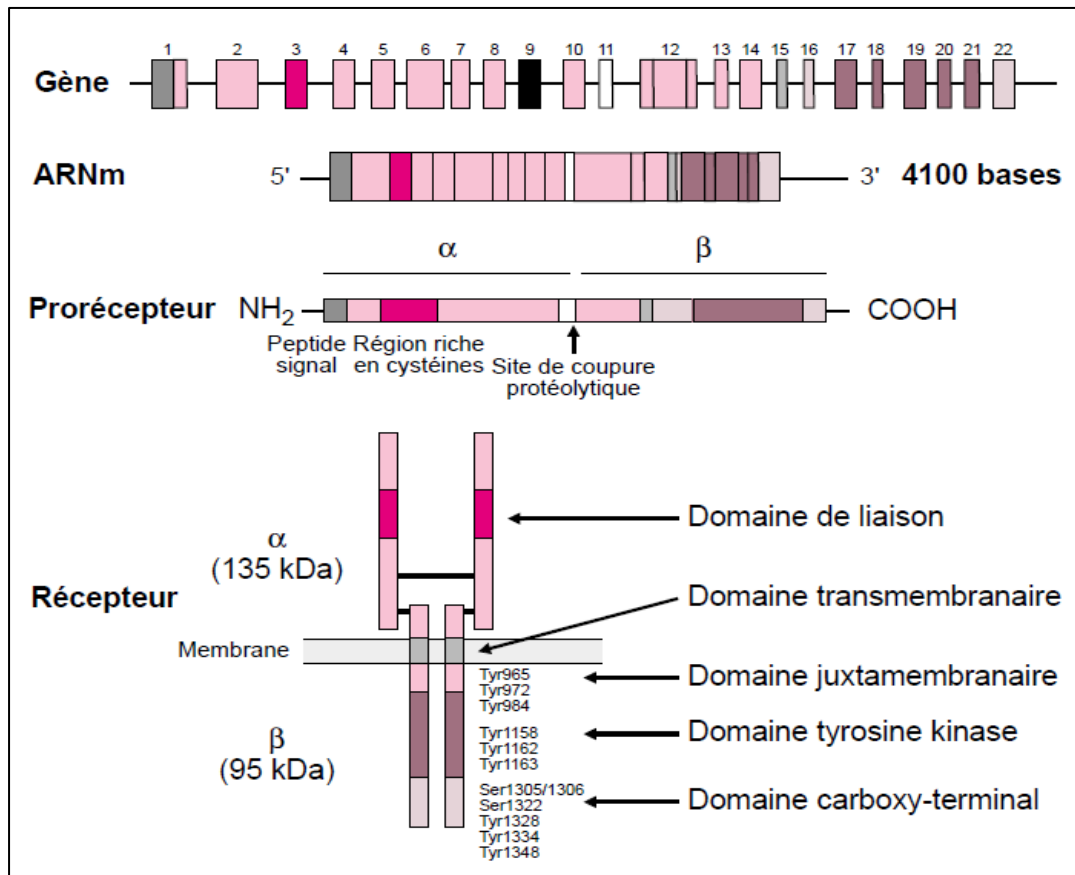 1 2 3 4 5 6 7 8 9 10 11 12 13 14 15 16 17 18 19 20 21 22
Gène
ARNm 5' 3' 4100 bases
α β
Prorécepteur NH2 COOH
Peptide signal
Région riche en cystéines
Site de coupure protéolytique
Récepteur
α
(135 kDa)
Domaine de liaison
Domaine transmembranaire
Membrane
Tyr965
Tyr972
Tyr984
Domaine juxtamembranaire
β
(95 kDa)
Tyr1158
Tyr1162
Tyr1163
Domaine tyrosine kinase
Ser1305/1306
Ser1322
Tyr1328
Tyr1334
Tyr1348
Domaine carboxy-terminal